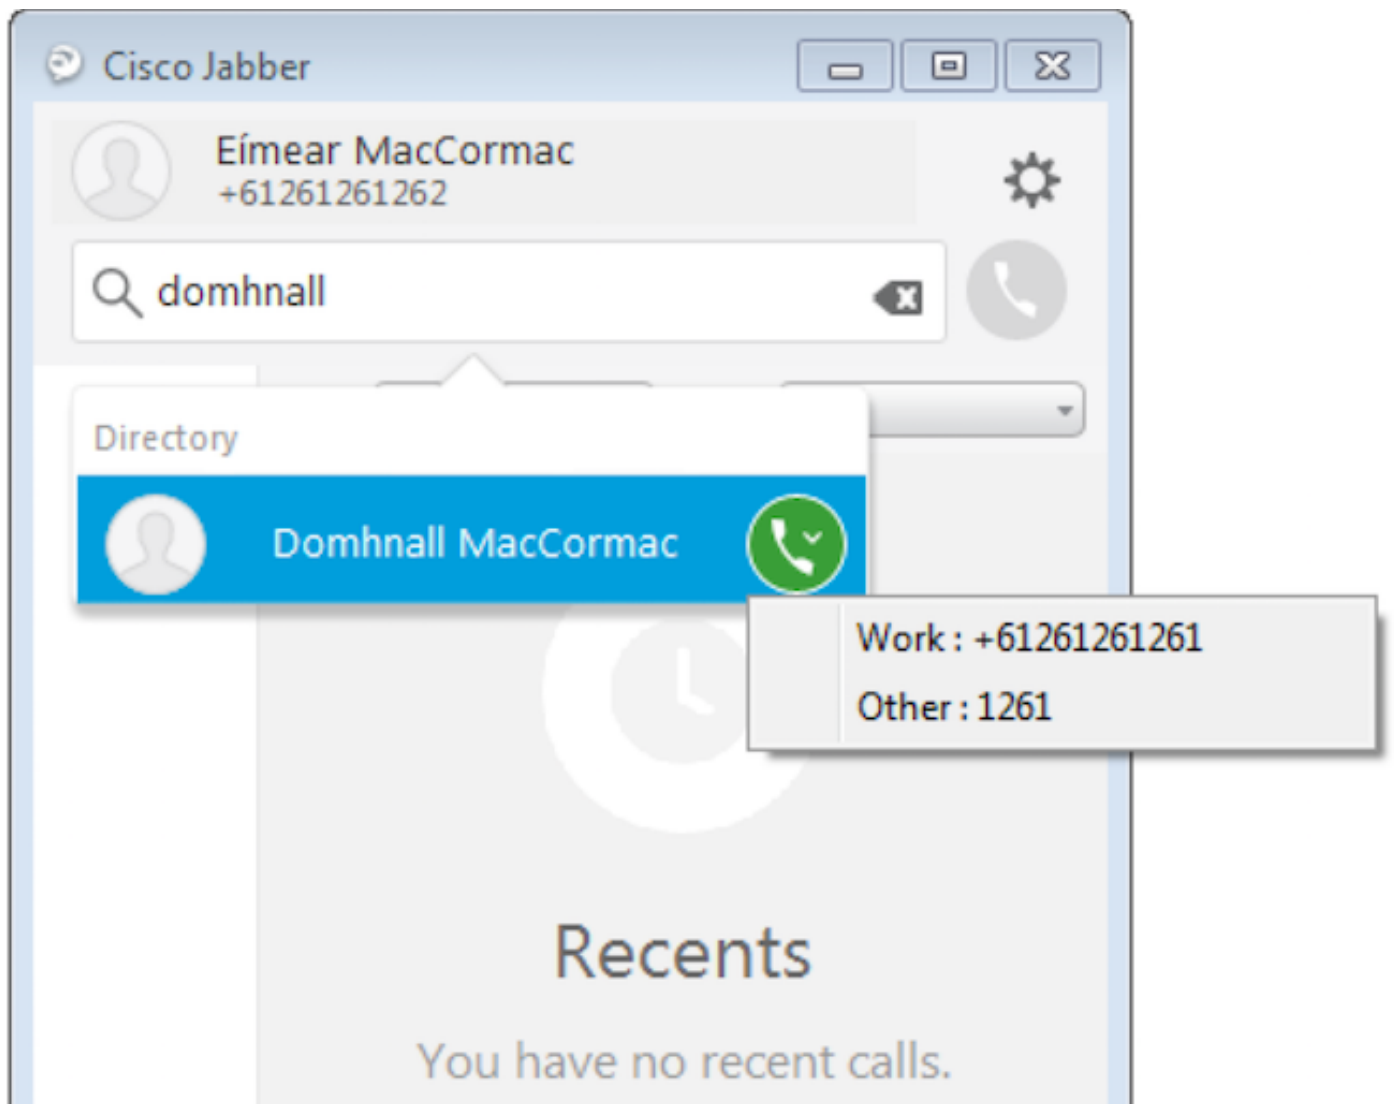 Cisco Jabber
Eímear MacCormac
+61261261262
domhnall
Directory
Domhnall MacCormac
Work : +61261261261
Other : 1261
Recents
You have no recent calls.